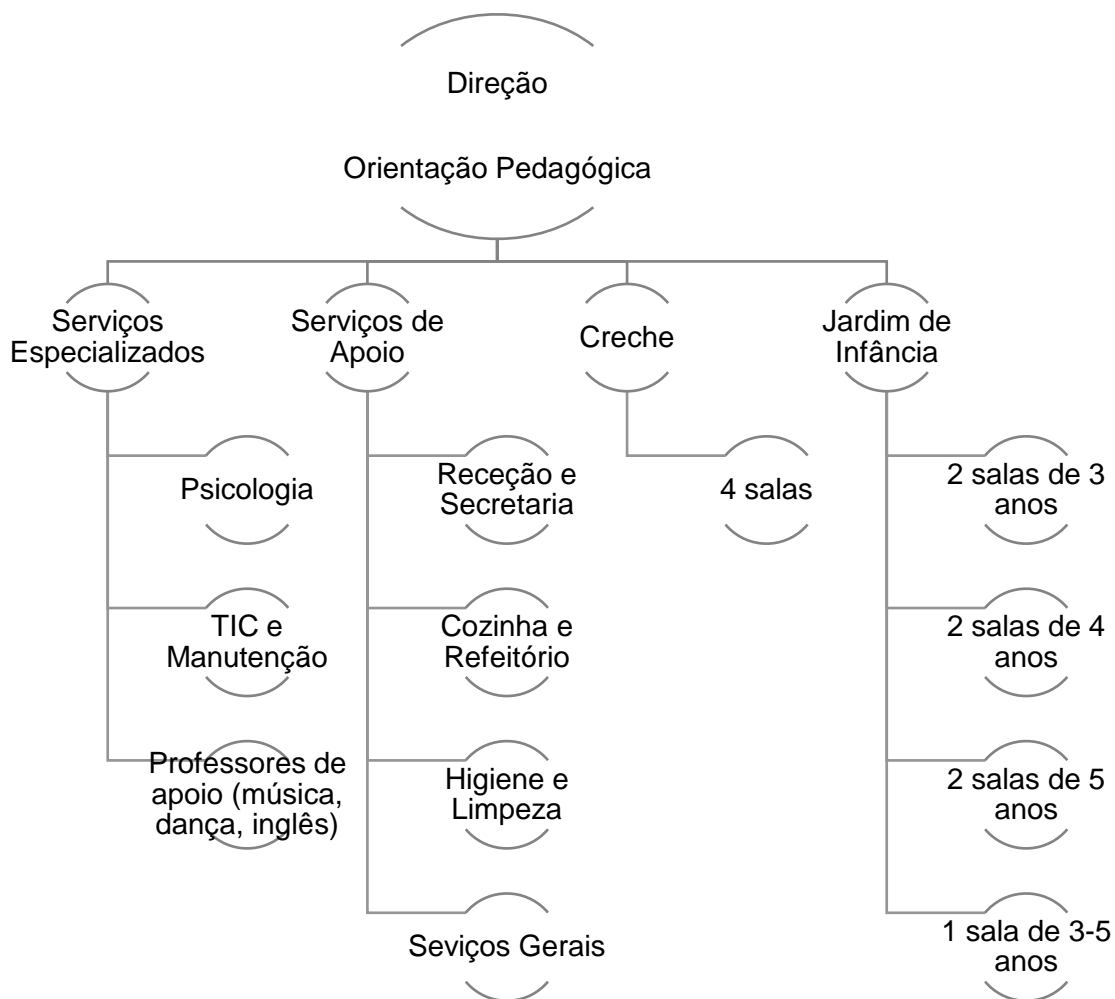 Direção
Orientação Pedagógica
Serviços
Especializados
Serviços de
Apoio
Creche
Jardim de
Infância
Psicologia
Receção e
Secretaria
4 salas
2 salas de 3
anos
TIC e
Manutenção
Cozinha e
Refeitório
2 salas de 4
anos
Professores de
apoio (música,
dança, inglês)
Higiene e
Limpeza
2 salas de 5
anos
Seviços Gerais
1 sala de 3-5
anos